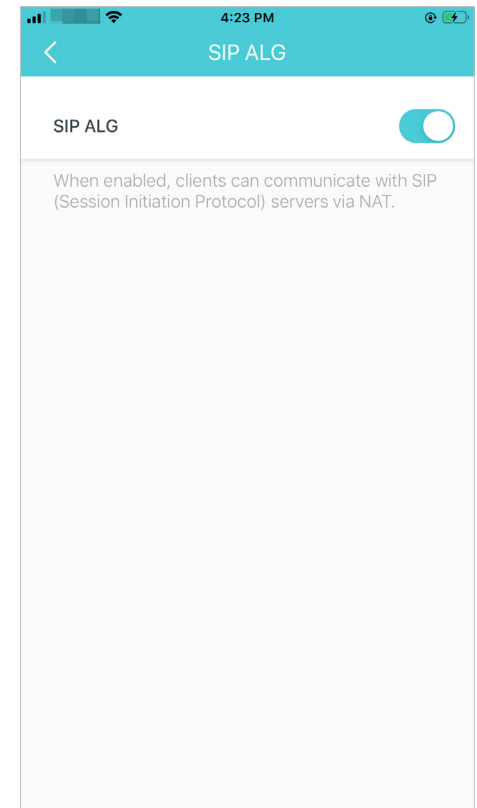 4:23 PM
SIP ALG
SIP ALG
When enabled, clients can communicate with SIP
(Session Initiation Protocol) servers via NAT.